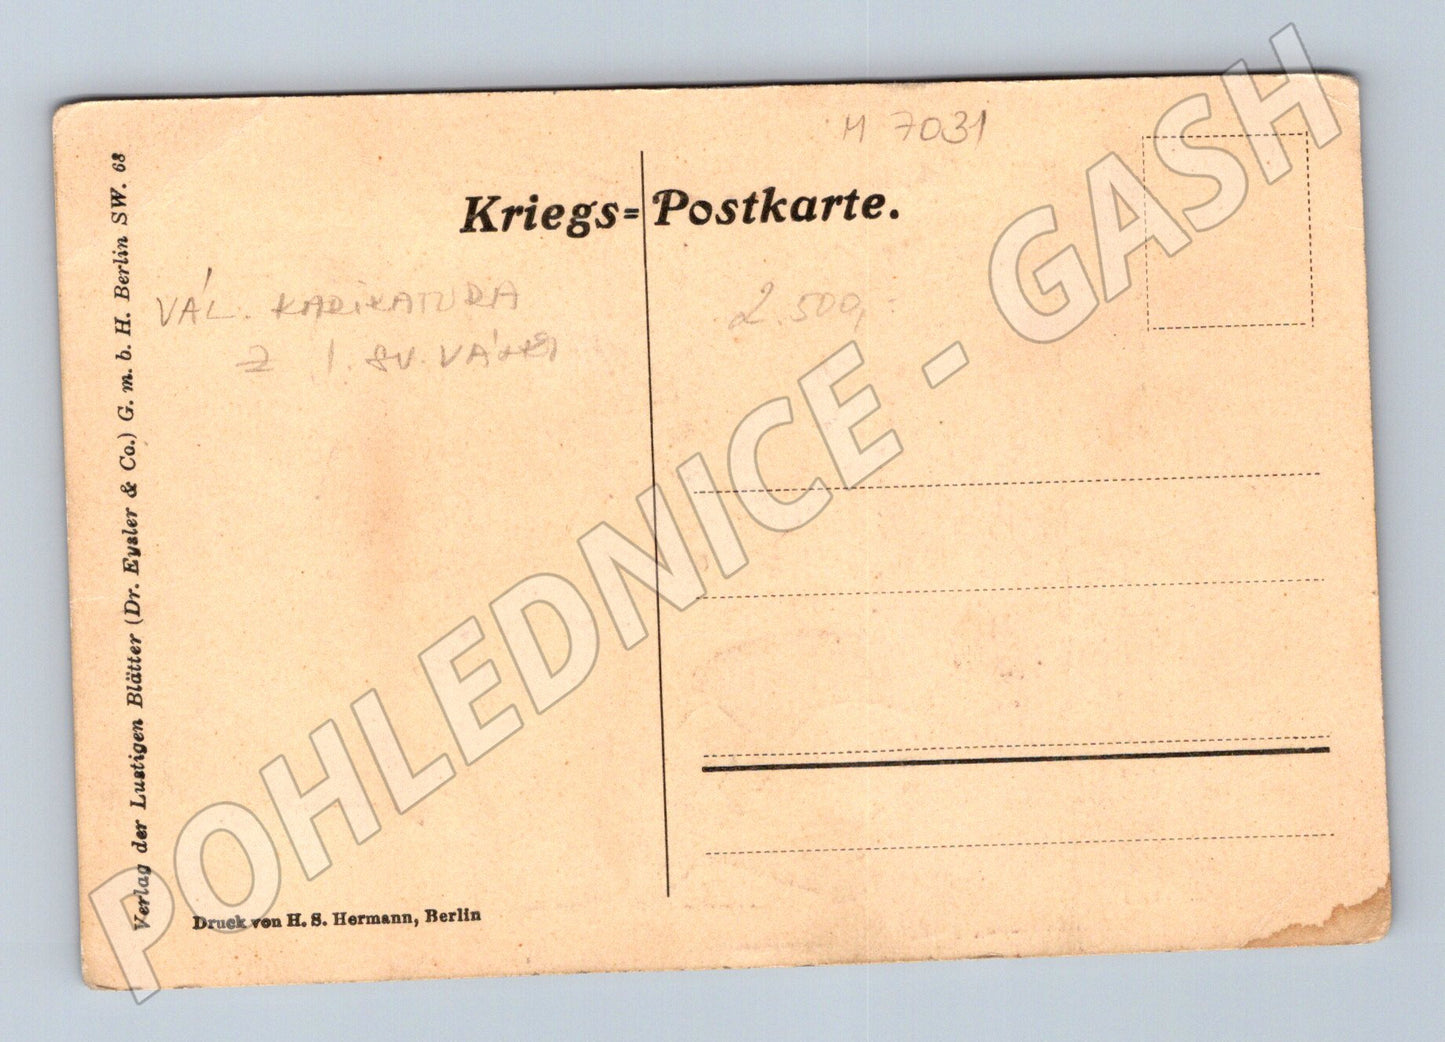 M 7031
Kriegs=Postkarte.
VÁL. KARIKATURA
Z I. SV. VÁLKY
2.500,-
Verlag der Lustigen Blätter (Dr. Eysler & Co.) G. m. b. H. Berlin SW. 68
Druck von H. S. Hermann, Berlin
POHLEDNICE - GASH